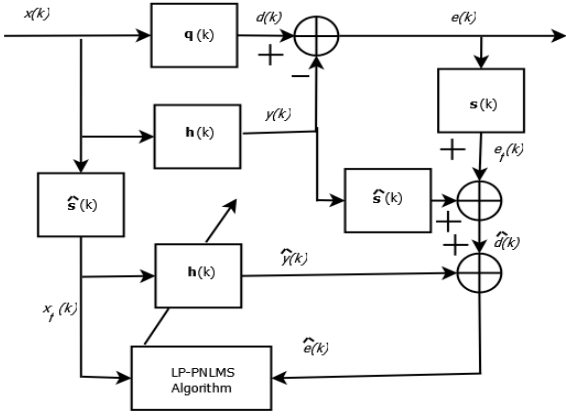 x(k)
d(k)
e(k)
q (k)
+
−
s (k)
y(k)
h (k)
+
e_f(k)
ŝ (k)
ŝ (k)
+
+
d̂(k)
h (k)
ŷ(k)
x_f (k)
ê(k)
LP-PNLMS
Algorithm